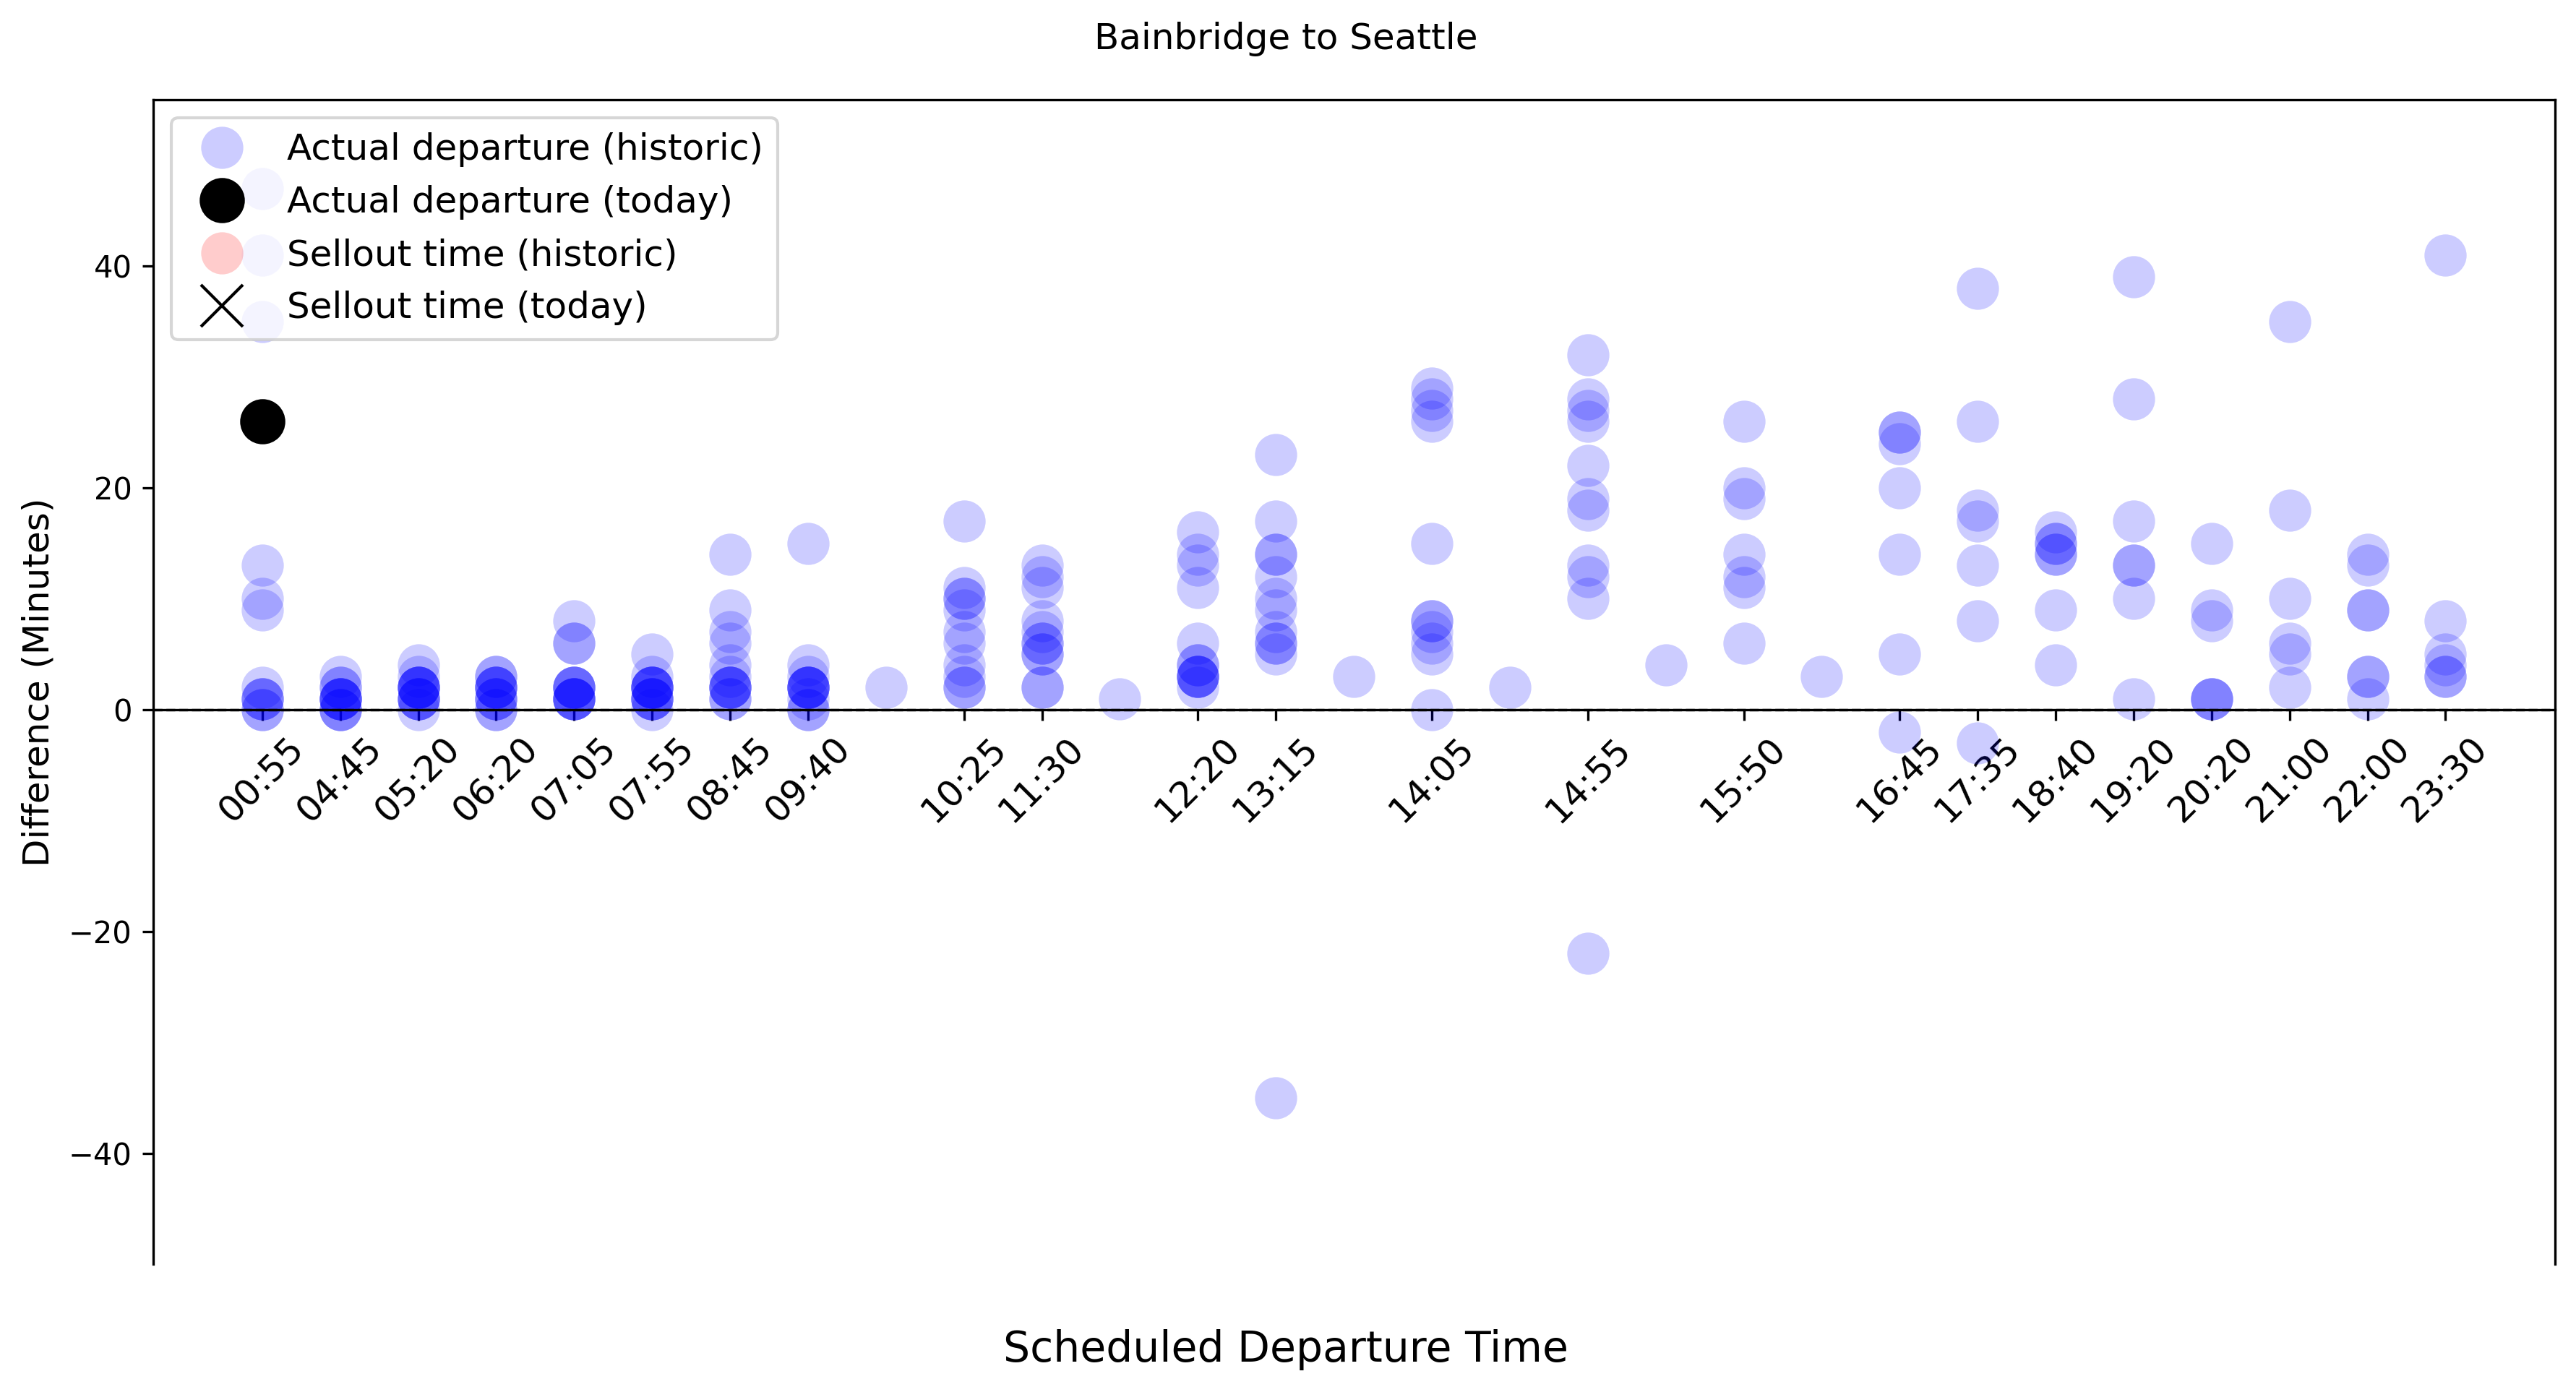 Bainbridge to Seattle
Actual departure (historic)
Actual departure (today)
Sellout time (historic)
Sellout time (today)
Difference (Minutes)
40
20
0
−20
−40
00:55 04:45 05:20 06:20 07:05 07:55 08:45 09:40 10:25 11:30 12:20 13:15 14:05 14:55 15:50 16:45 17:35 18:40 19:20 20:20 21:00 22:00 23:30
Scheduled Departure Time